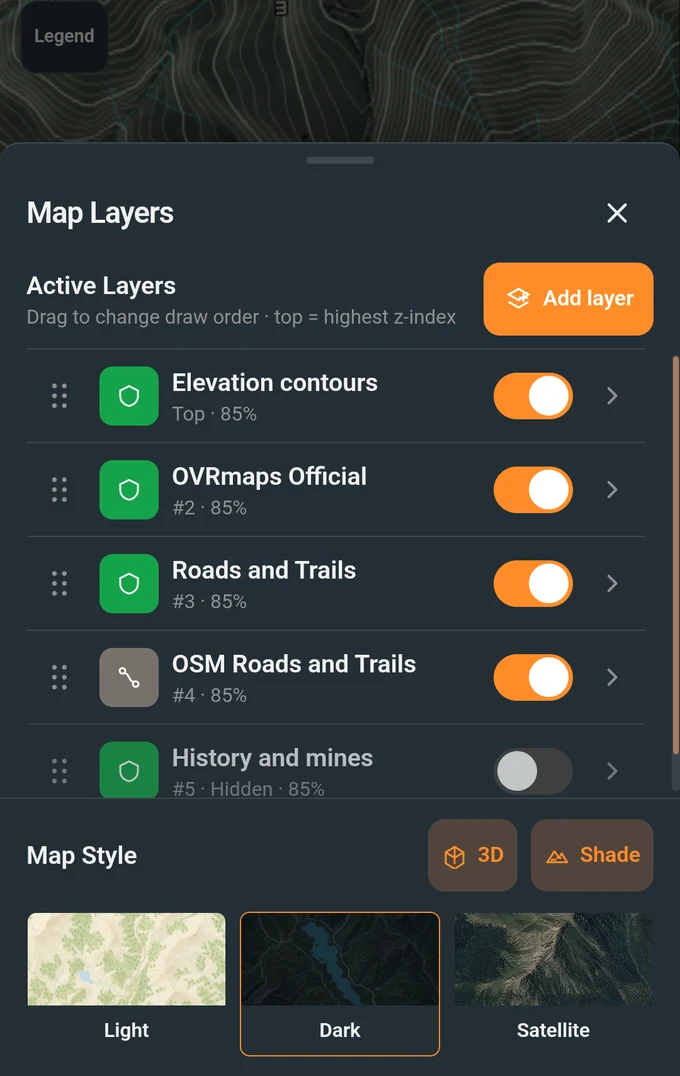 Legend
Map Layers
Active Layers
Drag to change draw order · top = highest z-index
Add layer
Elevation contours
Top · 85%
OVRmaps Official
#2 · 85%
Roads and Trails
#3 · 85%
OSM Roads and Trails
#4 · 85%
History and mines
#5 · Hidden · 85%
Map Style
3D
Shade
Light
Dark
Satellite